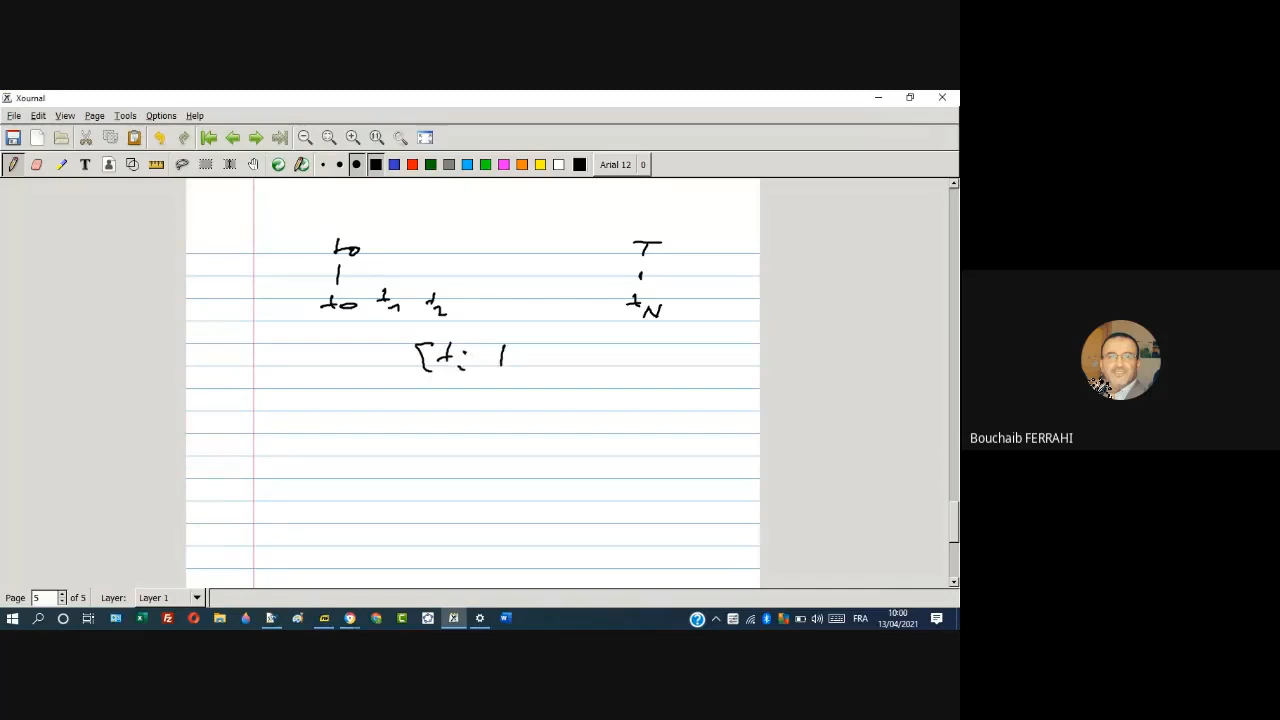 Xournal
File Edit View Page Tools Options Help
Arial 12 0
t0 T
t0 t1 t2 tN
[ti
Page 5 of 5 Layer: Layer 1
Bouchaib FERRAHI
FRA 10:00
13/04/2021